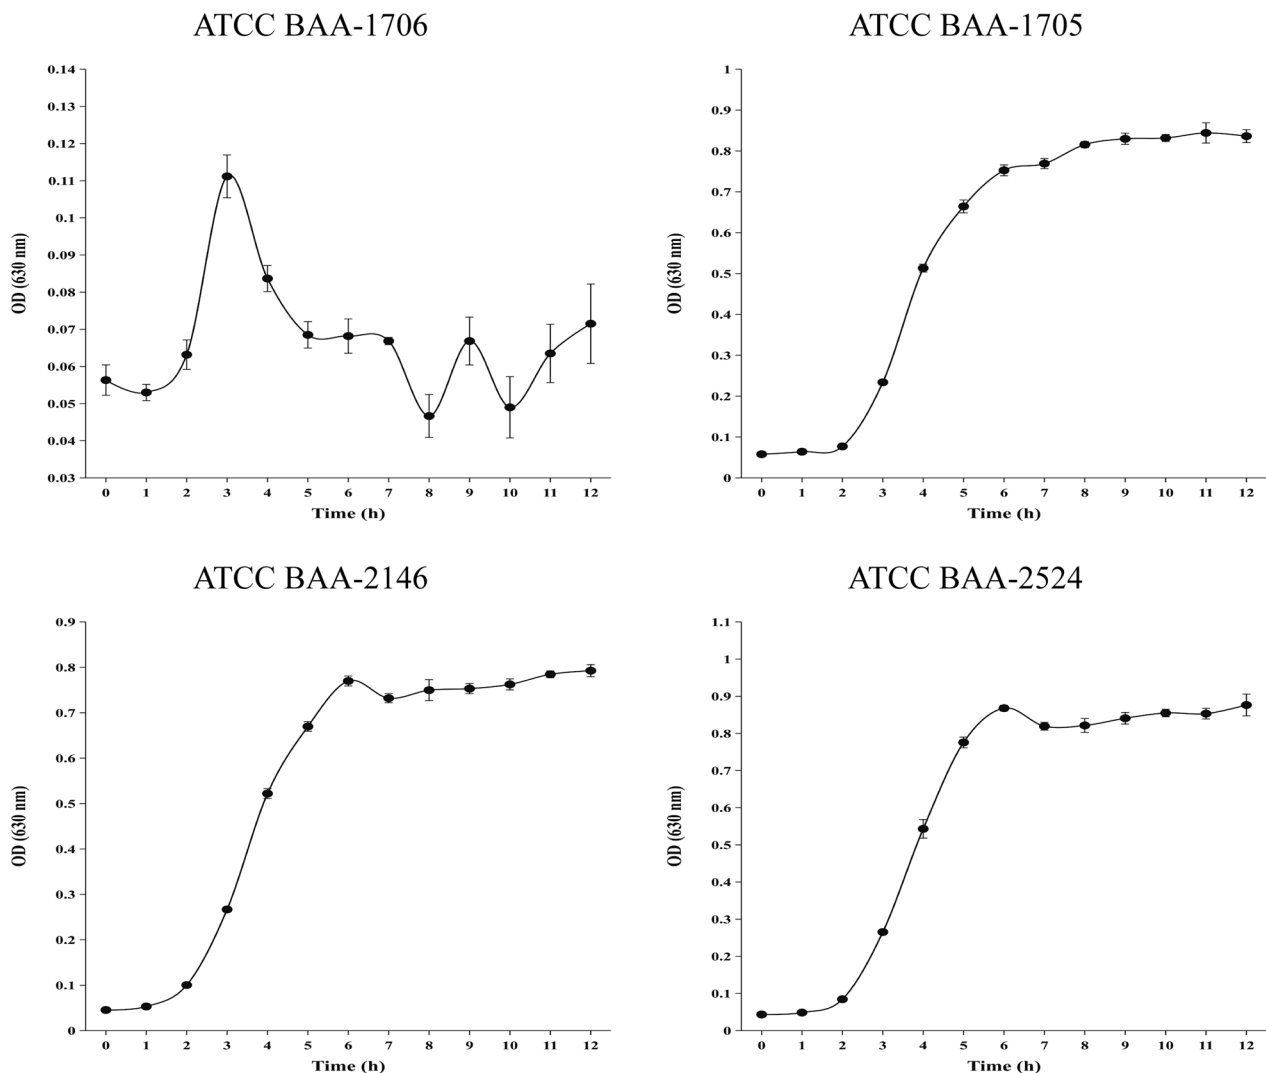 ATCC BAA-1706
0.14
0.13
0.12
0.11
0.1
0.09
0.08
0.07
0.06
0.05
0.04
0.03
OD (630 nm)
0 1 2 3 4 5 6 7 8 9 10 11 12
Time (h)
ATCC BAA-1705
1
0.9
0.8
0.7
0.6
0.5
0.4
0.3
0.2
0.1
0
OD (630 nm)
0 1 2 3 4 5 6 7 8 9 10 11 12
Time (h)
ATCC BAA-2146
0.9
0.8
0.7
0.6
0.5
0.4
0.3
0.2
0.1
0
OD (630 nm)
0 1 2 3 4 5 6 7 8 9 10 11 12
Time (h)
ATCC BAA-2524
1.1
1
0.9
0.8
0.7
0.6
0.5
0.4
0.3
0.2
0.1
0
OD (630 nm)
0 1 2 3 4 5 6 7 8 9 10 11 12
Time (h)